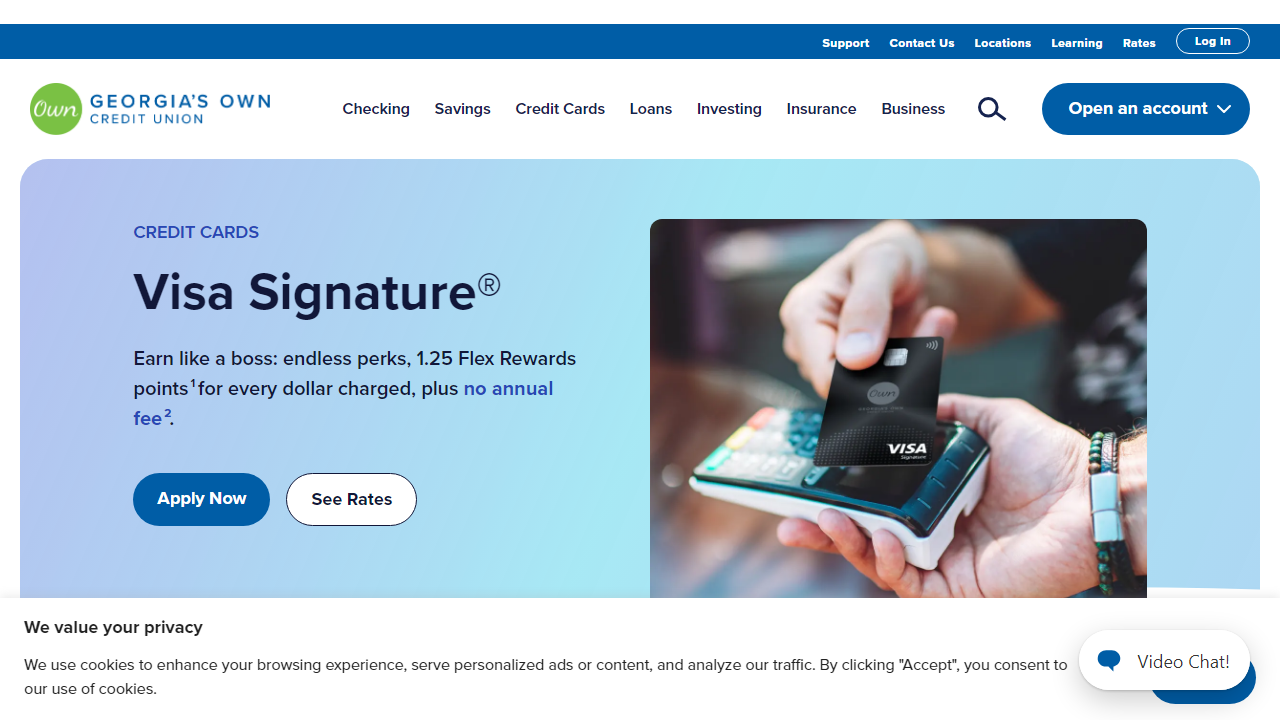 Support Contact Us Locations Learning Rates Log In
Own GEORGIA'S OWN
CREDIT UNION
Checking Savings Credit Cards Loans Investing Insurance Business Open an account
CREDIT CARDS
Visa Signature®
Earn like a boss: endless perks, 1.25 Flex Rewards
points¹ for every dollar charged, plus no annual
fee².
Apply Now See Rates
Own
GEORGIA'S OWN
VISA
Signature
We value your privacy
We use cookies to enhance your browsing experience, serve personalized ads or content, and analyze our traffic. By clicking "Accept", you consent to
our use of cookies.
Video Chat!